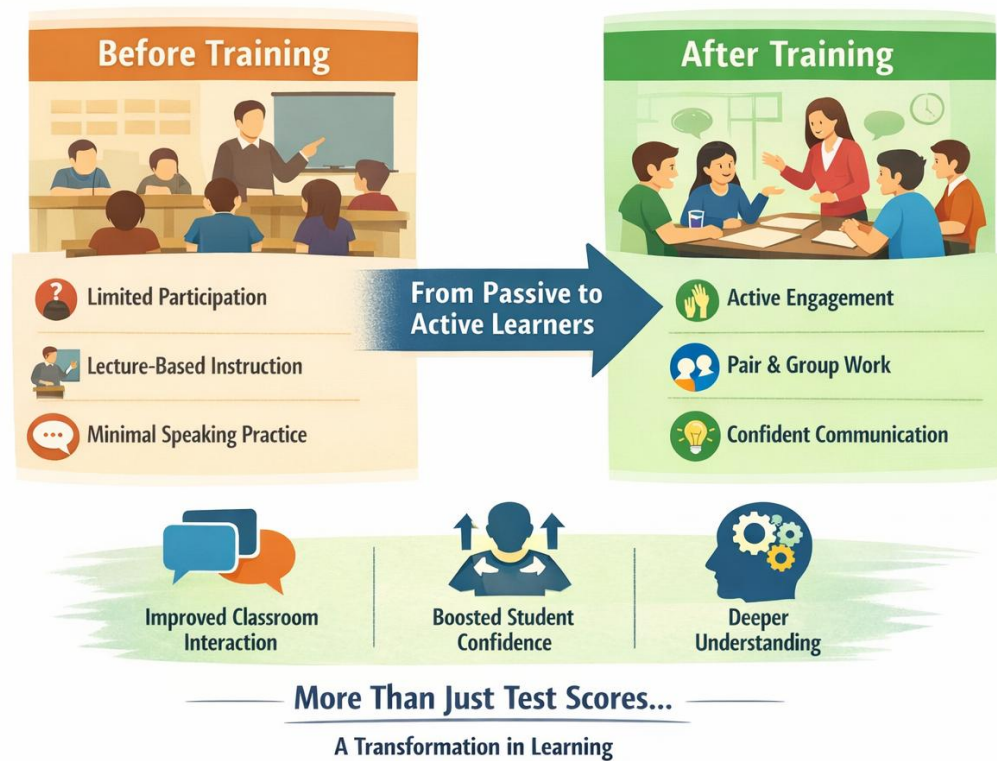 Before Training
After Training
Limited Participation
Lecture-Based Instruction
Minimal Speaking Practice
From Passive to
Active Learners
Active Engagement
Pair & Group Work
Confident Communication
Improved Classroom
Interaction
Boosted Student
Confidence
Deeper
Understanding
More Than Just Test Scores...
A Transformation in Learning